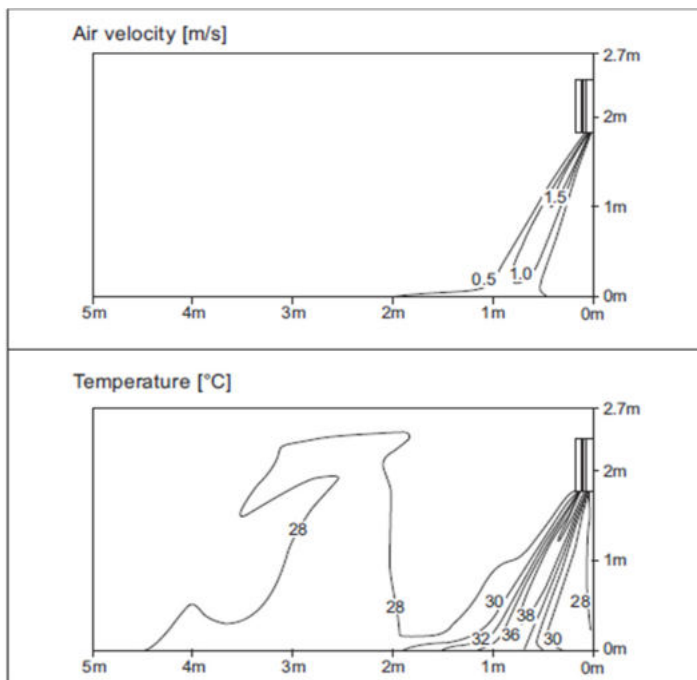 Air velocity [m/s]
2.7m
2m
1.5
1m
0.5 1.0
0m
5m 4m 3m 2m 1m 0m
Temperature [°C]
2.7m
2m
28
1m
28 30 38 28
32 36 30
0m
5m 4m 3m 2m 1m 0m